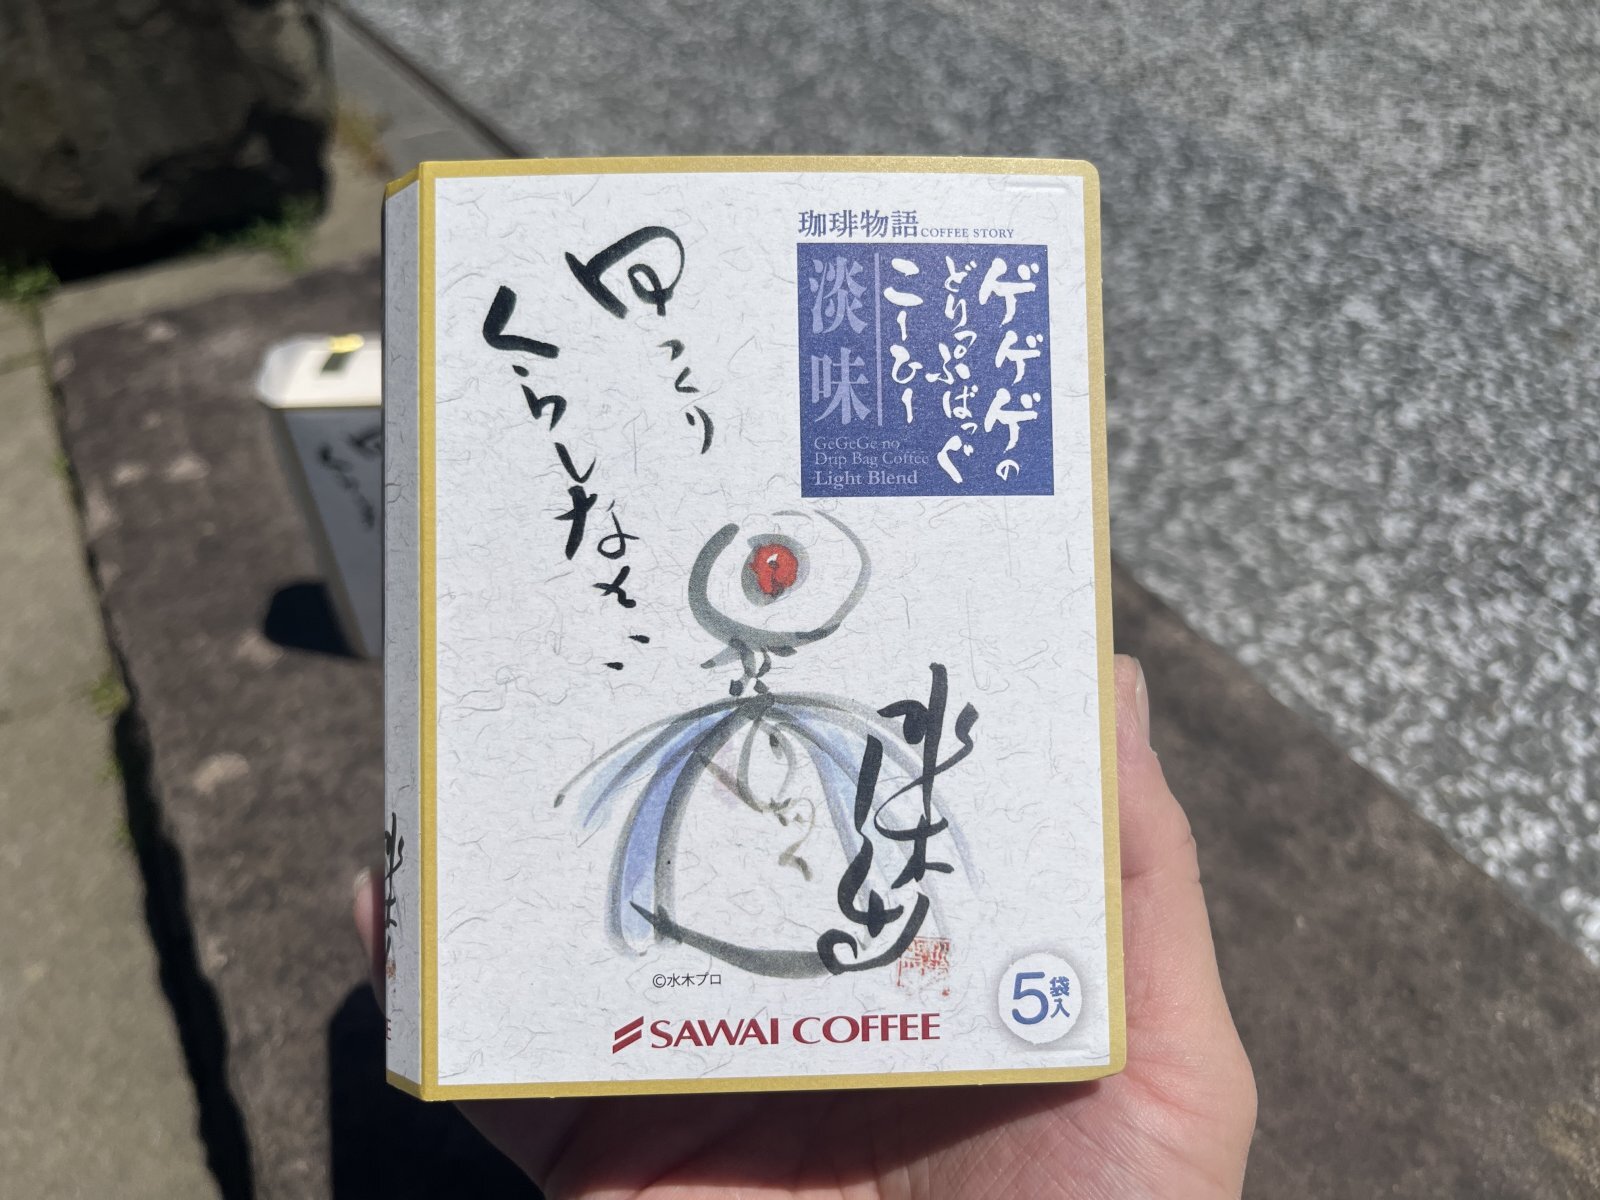 珈琲物語 COFFEE STORY
ゲゲゲの
どりっぷばっぐ
こーひー
淡味
GeGeGe no
Drip Bag Coffee
Light Blend
ゆっくり
くらしなさい
水木
©水木プロ
SAWAI COFFEE
5袋入